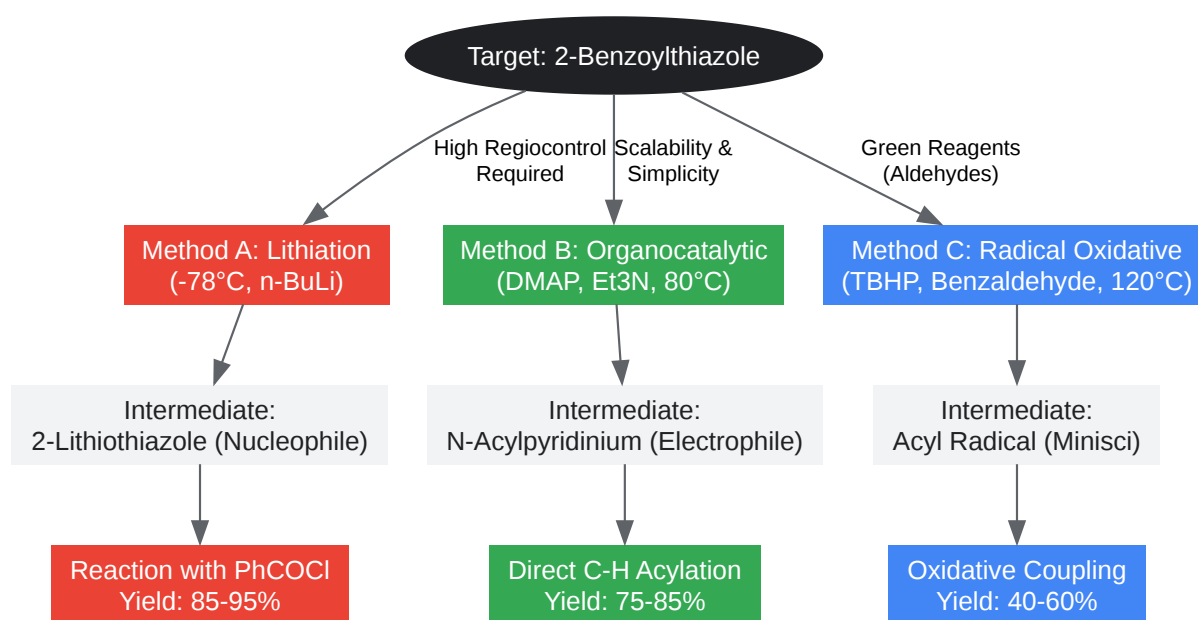 Target: 2-Benzoylthiazole
High Regiocontrol
Required
Scalability &
Simplicity
Green Reagents
(Aldehydes)
Method A: Lithiation
(-78°C, n-BuLi)
Method B: Organocatalytic
(DMAP, Et3N, 80°C)
Method C: Radical Oxidative
(TBHP, Benzaldehyde, 120°C)
Intermediate:
2-Lithiothiazole (Nucleophile)
Intermediate:
N-Acylpyridinium (Electrophile)
Intermediate:
Acyl Radical (Minisci)
Reaction with PhCOCl
Yield: 85-95%
Direct C-H Acylation
Yield: 75-85%
Oxidative Coupling
Yield: 40-60%